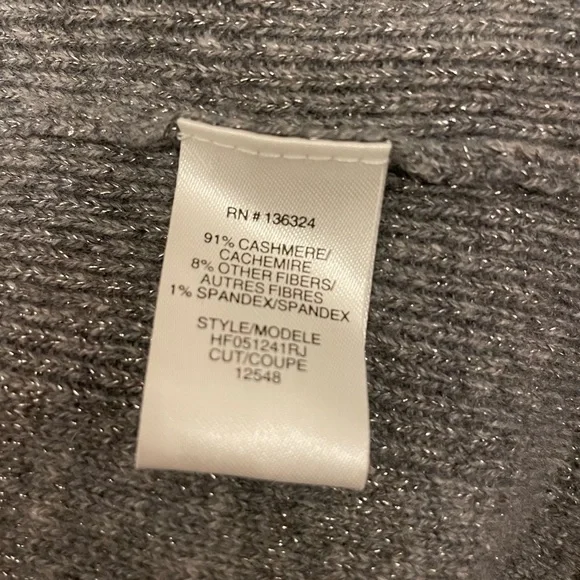 RN # 136324
91% CASHMERE/
CACHEMIRE
8% OTHER FIBERS/
AUTRES FIBRES
1% SPANDEX/SPANDEX
STYLE/MODELE
HF051241RJ
CUT/COUPE
12548